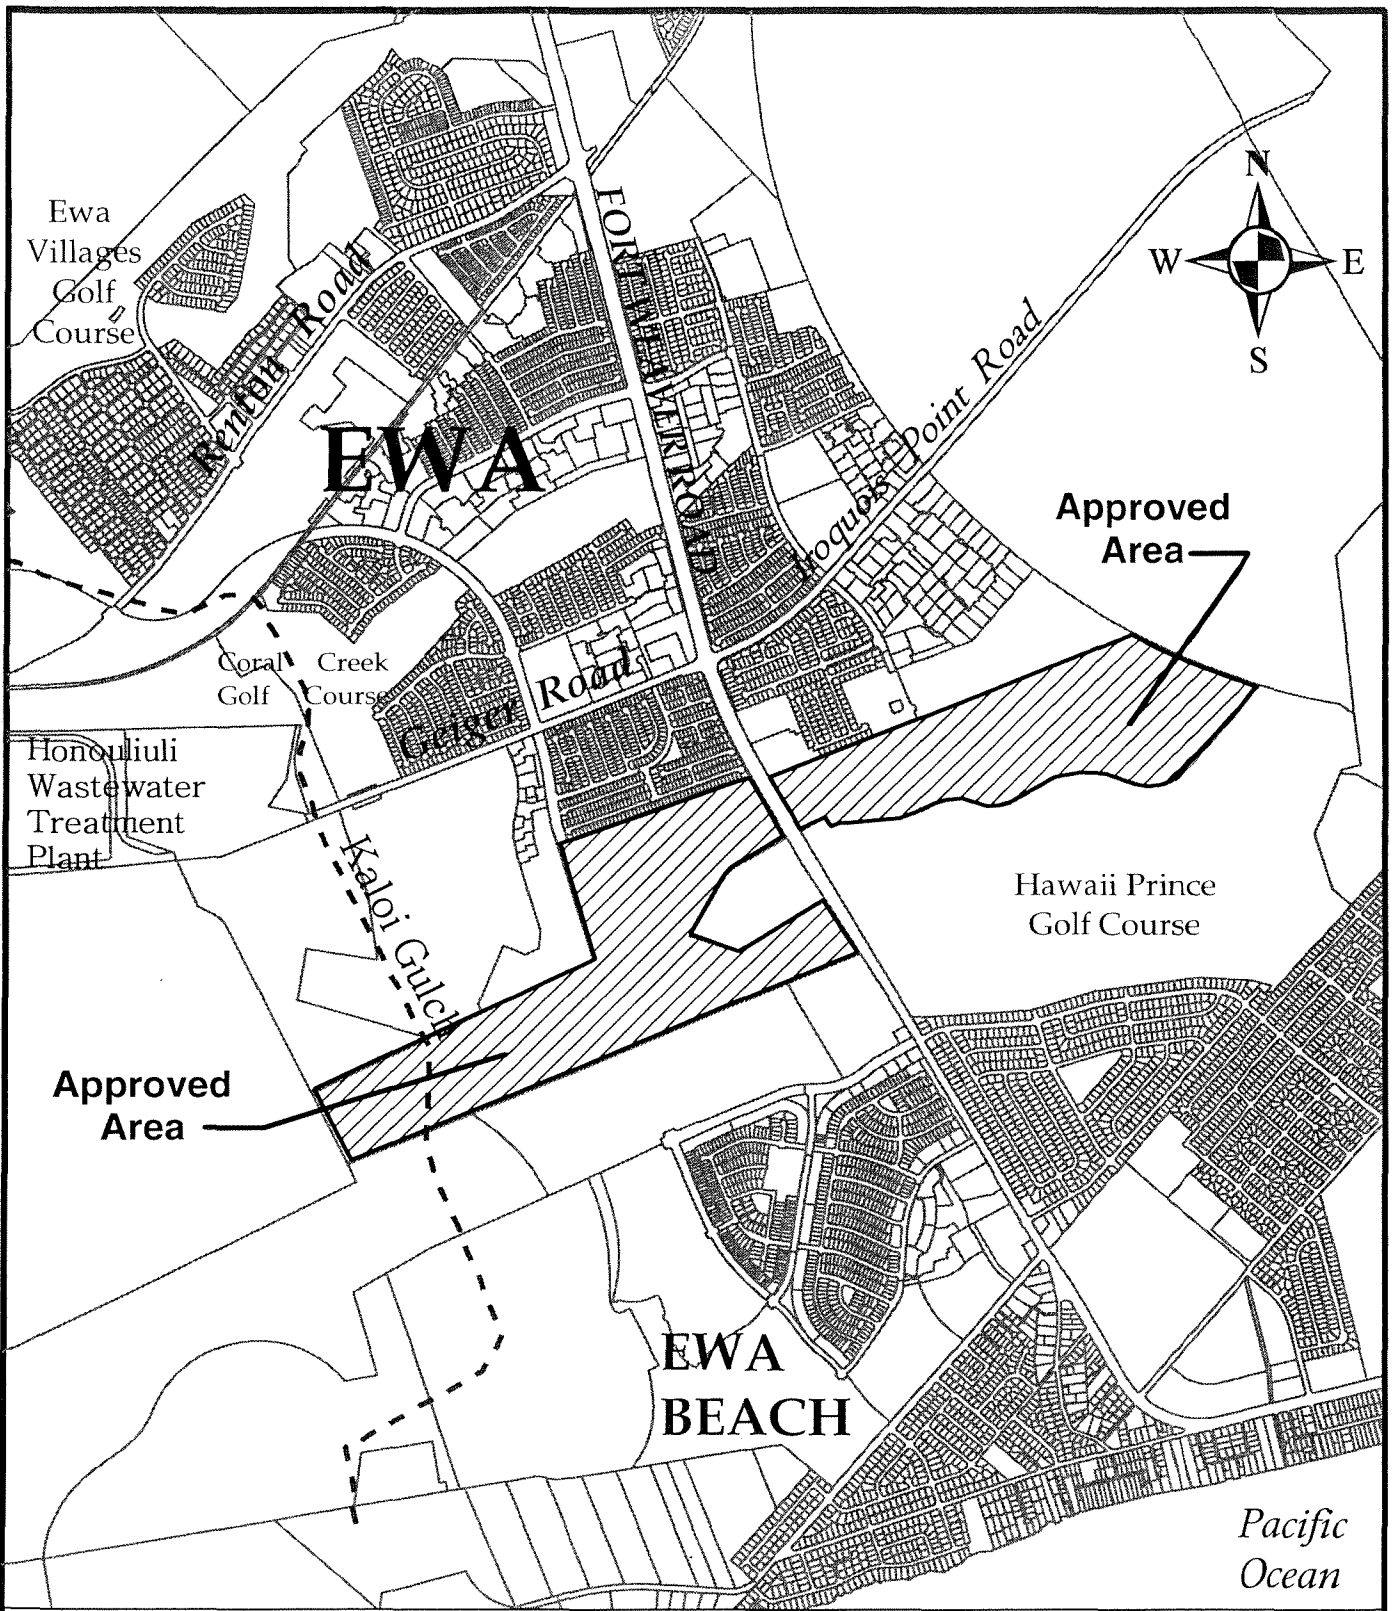 N
W E
S
Ewa
Villages
Golf
Course
Renton Road
FORT WEAVER ROAD
EWA
Iroquois Point Road
Approved
Area
Coral Creek
Golf Course
Geiger Road
Honouliuli
Wastewater
Treatment
Plant
Kaloi Gulch
Hawaii Prince
Golf Course
Approved
Area
EWA
BEACH
Pacific
Ocean